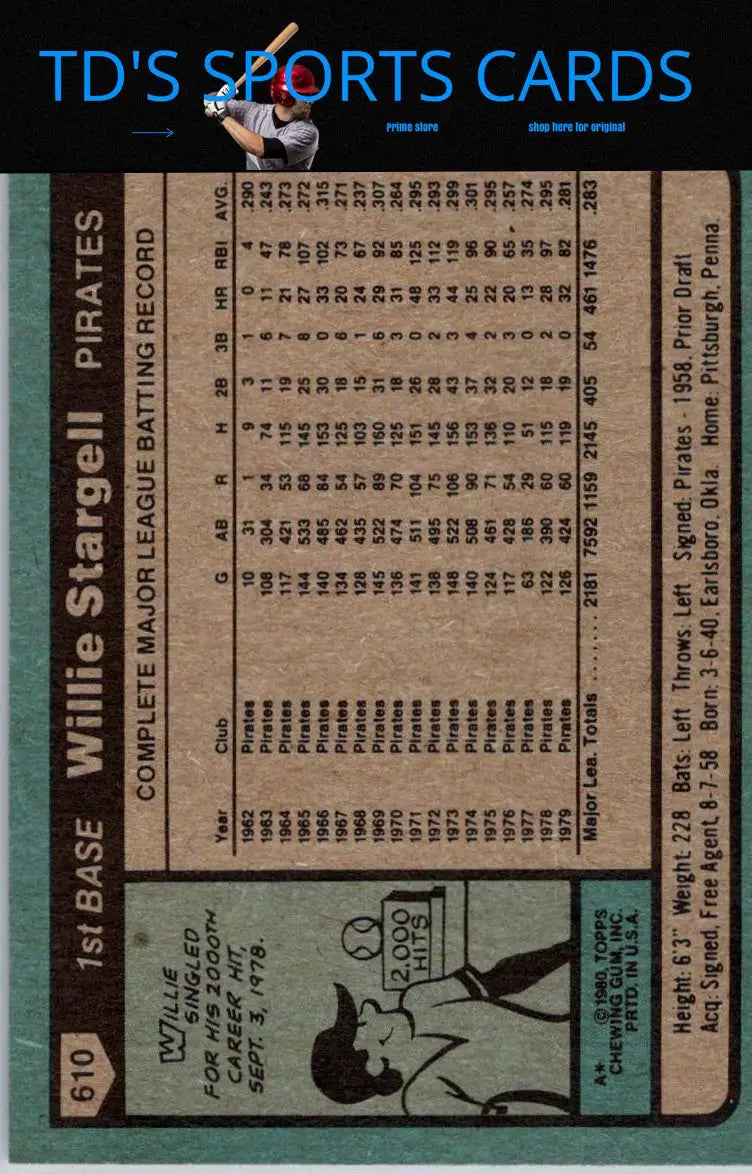 TD'S SPORTS CARDS
Prime store
shop here for original
610 1st BASE Willie Stargell PIRATES
WILLIE
SINGLED
FOR HIS 2000TH
CAREER HIT,
SEPT. 3, 1978.
2,000
HITS
A* © 1980, TOPPS
CHEWING GUM, INC.
PRTD. IN U.S.A.
COMPLETE MAJOR LEAGUE BATTING RECORD
Year Club G AB R H 2B 3B HR RBI AVG.
1962 Pirates 10 31 1 9 3 1 0 4 .290
1963 Pirates 108 304 34 74 11 6 11 47 .243
1964 Pirates 117 421 53 115 19 7 21 78 .273
1965 Pirates 144 533 68 145 25 8 27 107 .272
1966 Pirates 140 485 84 153 30 0 33 102 .315
1967 Pirates 134 462 54 125 18 6 20 73 .271
1968 Pirates 128 435 57 103 15 1 24 67 .237
1969 Pirates 145 522 89 160 31 6 29 92 .307
1970 Pirates 136 474 70 125 18 3 31 85 .264
1971 Pirates 141 511 104 151 26 0 48 125 .295
1972 Pirates 138 495 75 145 28 2 33 112 .293
1973 Pirates 148 522 106 156 43 3 44 119 .299
1974 Pirates 140 508 90 153 37 4 25 96 .301
1975 Pirates 124 461 71 136 32 2 22 90 .295
1976 Pirates 117 428 54 110 20 3 20 65 .257
1977 Pirates 63 186 29 51 12 0 13 35 .274
1978 Pirates 122 390 60 115 18 2 28 97 .295
1979 Pirates 126 424 60 119 19 0 32 82 .281
Major Lea. Totals ........ 2181 7592 1159 2145 405 54 461 1476 .283
Height: 6'3" Weight: 228 Bats: Left Throws: Left Signed: Pirates - 1958, Prior Draft
Acq: Signed, Free Agent, 8-7-58 Born: 3-6-40, Earlsboro, Okla. Home: Pittsburgh, Penna.